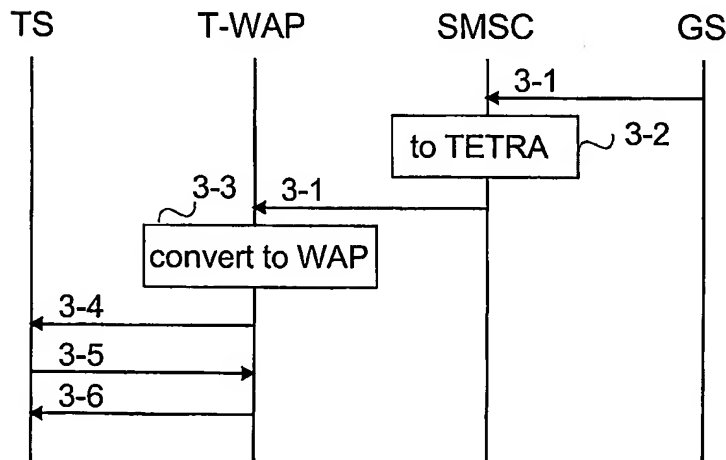 TS T-WAP SMSC GS
3-1
to TETRA 3-2
3-3 3-1
convert to WAP
3-4
3-5
3-6